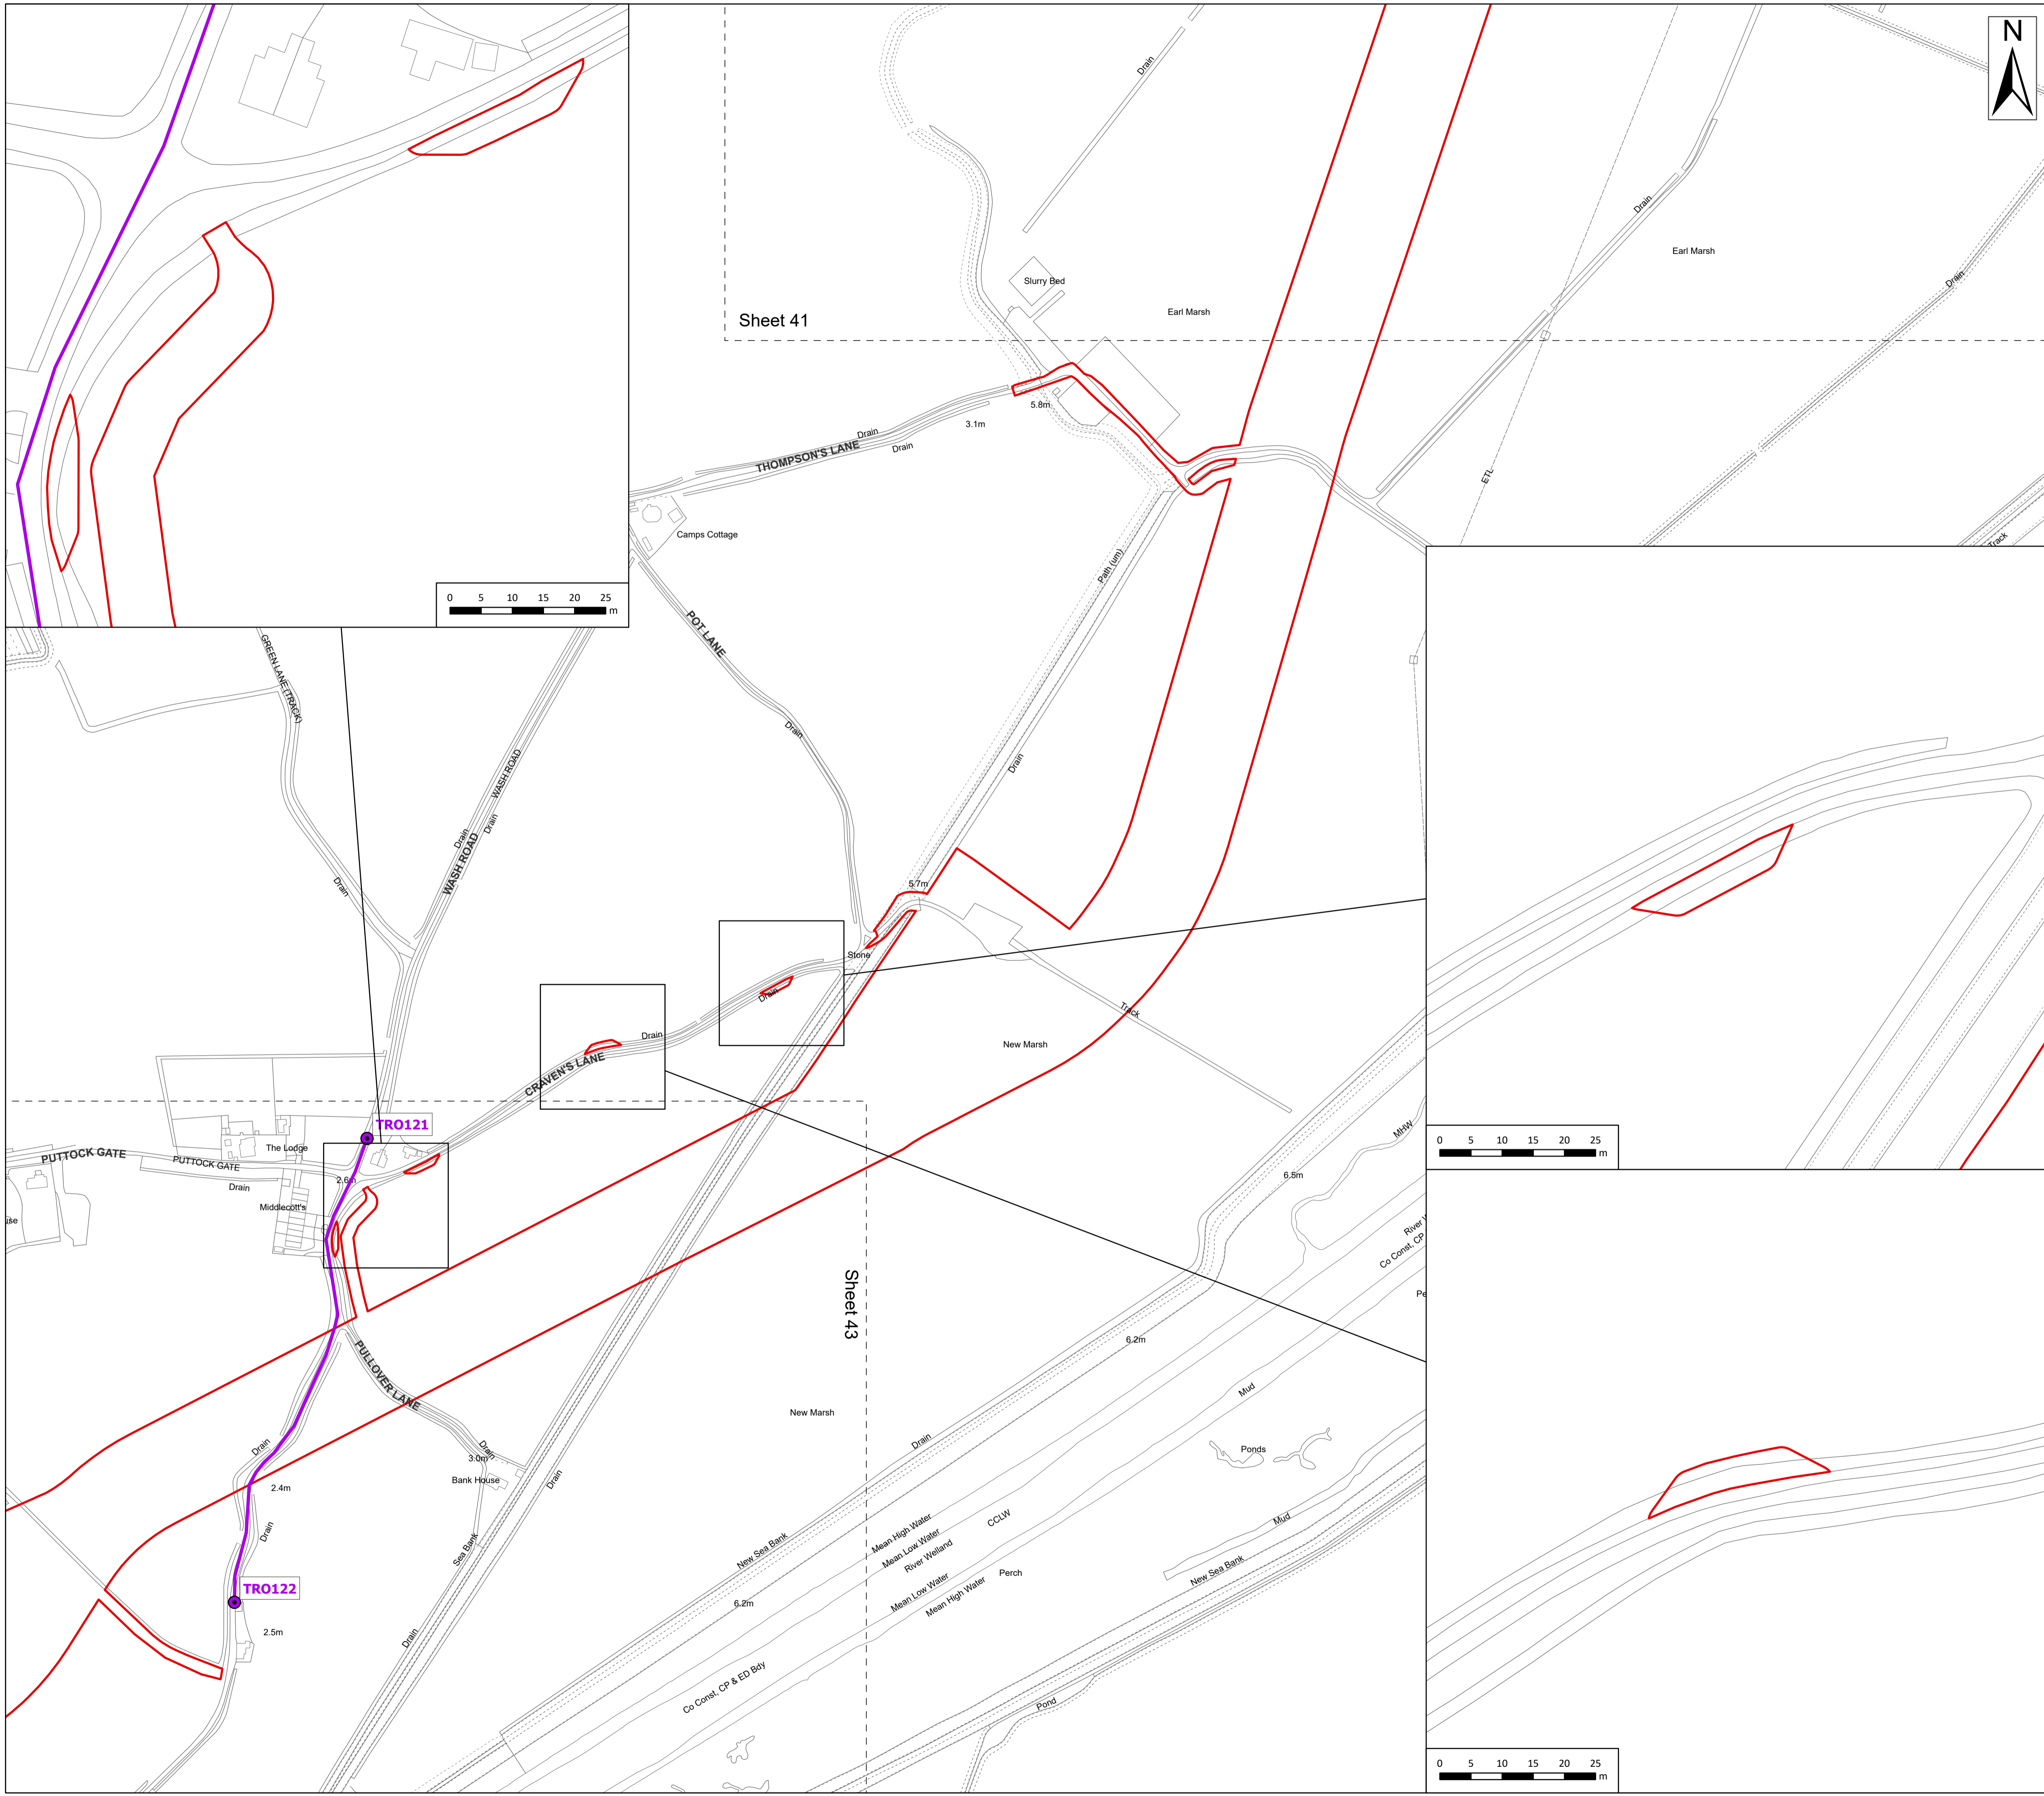 N
Drain
Drain
Earl Marsh
Drain
Slurry Bed
Earl Marsh
Sheet 41
5.8m
3.1m
Drain
THOMPSON'S LANE
Drain
ETL
Camps Cottage
Track
Path (um)
0 5 10 15 20 25
m
POT LANE
GREEN LANE (TRACK)
Drain
Drain
WASH ROAD
Drain
Drain
WASH ROAD
Drain
5.7m
Stone
Drain
Track
New Marsh
Drain
CRAVEN'S LANE
TRO121
MHW
0 5 10 15 20 25
m
The Lodge
PUTTOCK GATE
PUTTOCK GATE
Drain
2.6m
6.5m
Middlecott's
use
River
Co Const, CP
Pe
Sheet 43
6.2m
PULLOVER LANE
Mud
New Marsh
Drain
Drain
Drain
3.0m
Ponds
Bank House
Drain
2.4m
Drain
Mean High Water
CCLW
Mud
Sea Bank
New Sea Bank
Mean Low Water
River Welland
New Sea Bank
Perch
TRO122
Mean Low Water
Mean High Water
6.2m
2.5m
Drain
Co Const, CP & ED Bdy
Pond
0 5 10 15 20 25
m